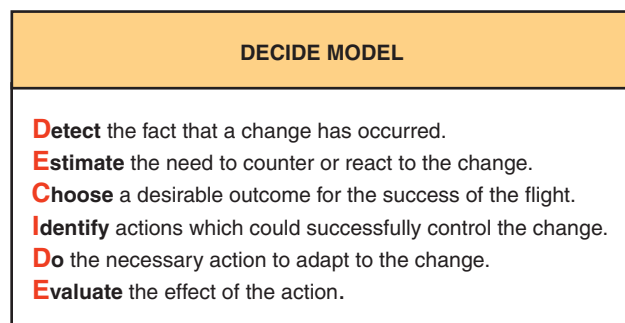 DECIDE MODEL
Detect the fact that a change has occurred.
Estimate the need to counter or react to the change.
Choose a desirable outcome for the success of the flight.
Identify actions which could successfully control the change.
Do the necessary action to adapt to the change.
Evaluate the effect of the action.